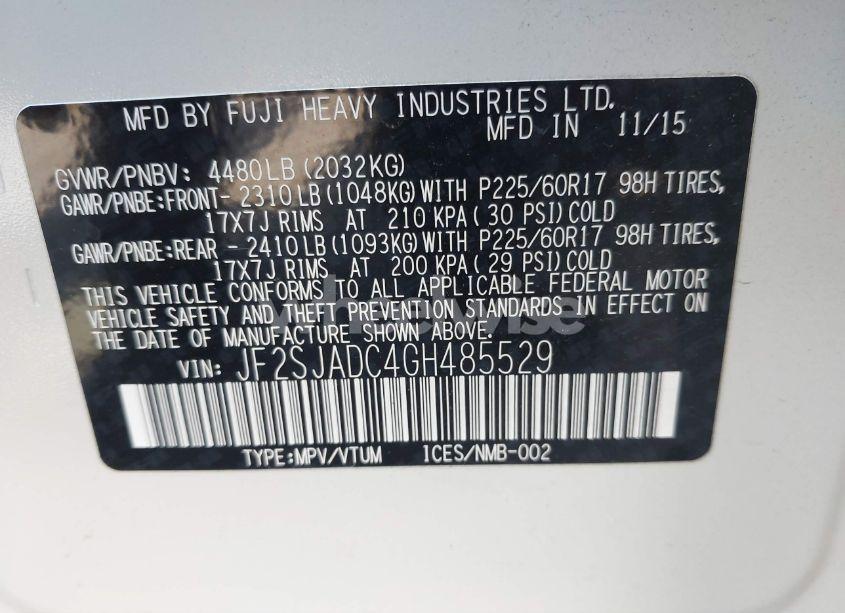 MFD BY FUJI HEAVY INDUSTRIES LTD.
MFD IN 11/15
GVWR/PNBV: 4480LB(2032KG)
GAWR/PNBE:FRONT- 2310LB(1048KG)WITH P225/60R17 98H TIRES,
17X7J RIMS AT 210 KPA( 30 PSI)COLD
GAWR/PNBE:REAR - 2410LB(1093KG)WITH P225/60R17 98H TIRES,
17X7J RIMS AT 200 KPA( 29 PSI)COLD
THIS VEHICLE CONFORMS TO ALL APPLICABLE FEDERAL MOTOR
VEHICLE SAFETY AND THEFT PREVENTION STANDARDS IN EFFECT ON
THE DATE OF MANUFACTURE SHOWN ABOVE.
VIN: JF2SJADC4GH485529
TYPE:MPV/VTUM ICES/NMB-002